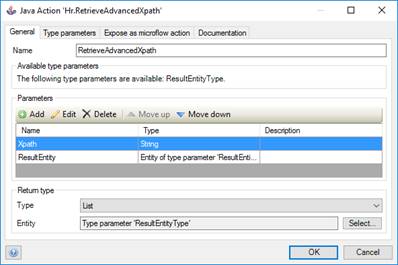 Java Action 'Hr.RetrieveAdvancedXpath'
General Type parameters Expose as microflow action Documentation
Name RetrieveAdvancedXpath
Available type parameters
The following type parameters are available: ResultEntityType.
Parameters
Add Edit Delete Move up Move down
Name Type Description
Xpath String
ResultEntity Entity of type parameter 'ResultEnti...
Return type
Type List
Entity Type parameter 'ResultEntityType' Select...
OK Cancel